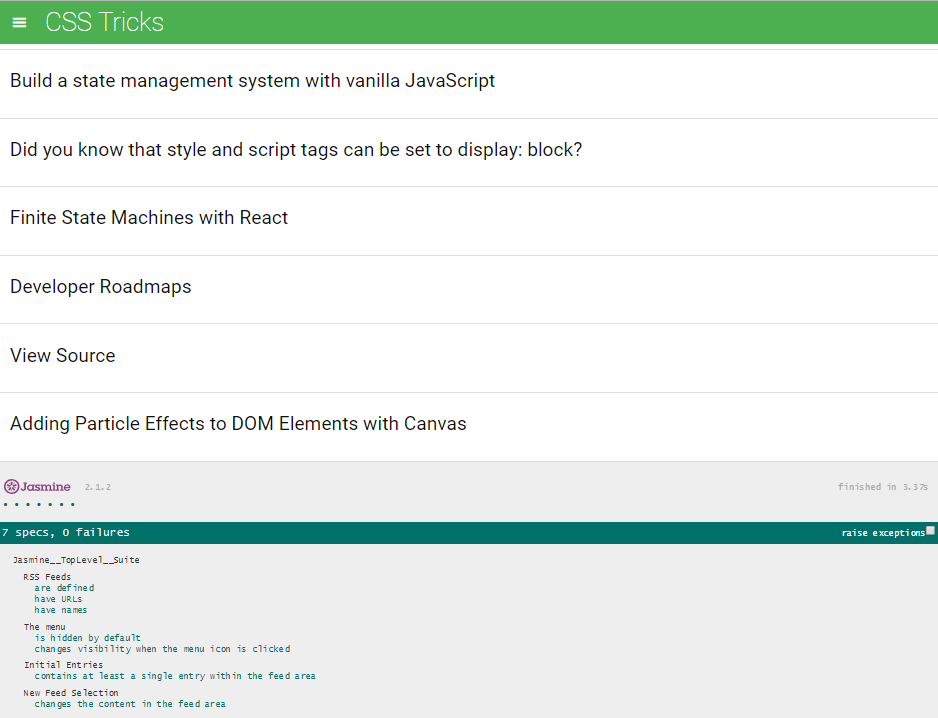 CSS Tricks
Build a state management system with vanilla JavaScript
Did you know that style and script tags can be set to display: block?
Finite State Machines with React
Developer Roadmaps
View Source
Adding Particle Effects to DOM Elements with Canvas
Jasmine 2.1.2 finished in 3.37s
7 specs, 0 failures raise exceptions
Jasmine__TopLevel__Suite
RSS Feeds
are defined
have URLs
have names
The menu
is hidden by default
changes visibility when the menu icon is clicked
Initial Entries
contains at least a single entry within the feed area
New Feed Selection
changes the content in the feed area